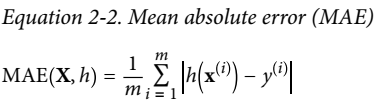 Equation 2-2. Mean absolute error (MAE)
MAE(X, h) = 1/m ∑_{i = 1}^{m} |h(x^{(i)}) − y^{(i)}|